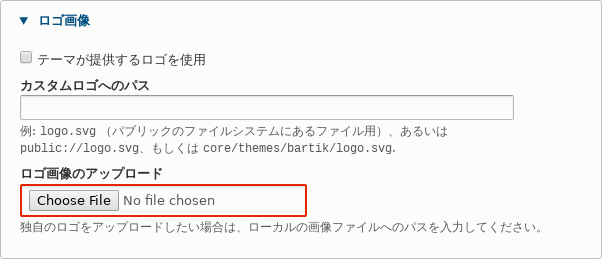 ▼ ロゴ画像
テーマが提供するロゴを使用
カスタムロゴへのパス
例: logo.svg （パブリックのファイルシステムにあるファイル用）、あるいは
public://logo.svg、もしくは core/themes/bartik/logo.svg.
ロゴ画像のアップロード
Choose File No file chosen
独自のロゴをアップロードしたい場合は、ローカルの画像ファイルへのパスを入力してください。